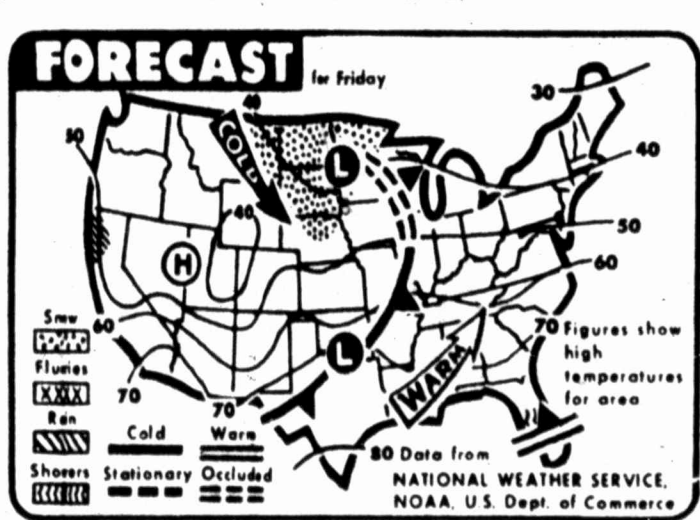 FORECAST
for Friday
40
30
50
COLD
L
40
40
50
H
60
Snow
60
70
Figures show
high
temperatures
for area
L
Flurries
WARM
70
70
Rain
Cold
Warm
80
Data from
Showers
Stationary
Occluded
NATIONAL WEATHER SERVICE,
NOAA, U.S. Dept. of Commerce